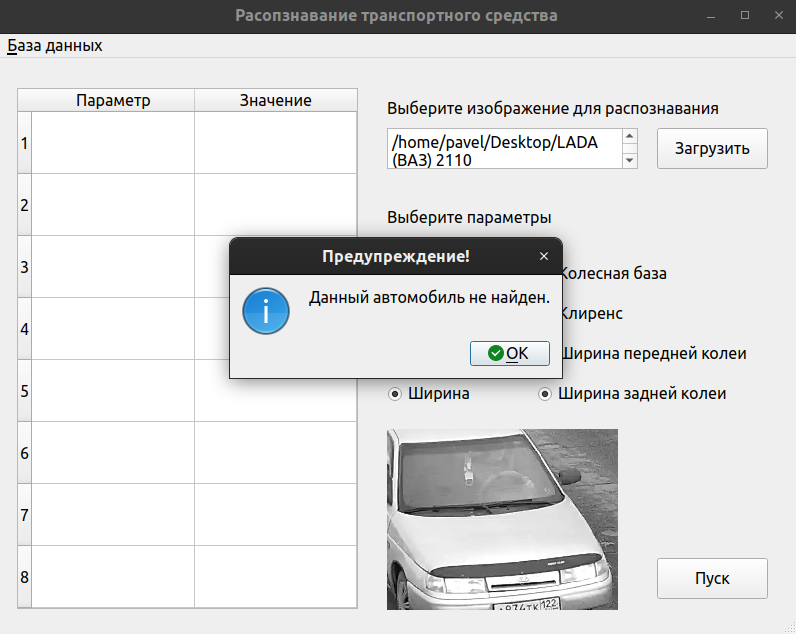 Расопзнавание транспортного средства
База данных
Параметр Значение
1
2
3
4
5
6
7
8
Выберите изображение для распознавания
/home/pavel/Desktop/LADA
(ВАЗ) 2110
Загрузить
Выберите параметры
Колесная база
Клиренс
Ширина передней колеи
Ширина Ширина задней колеи
Предупреждение!
Данный автомобиль не найден.
OK
Пуск
122